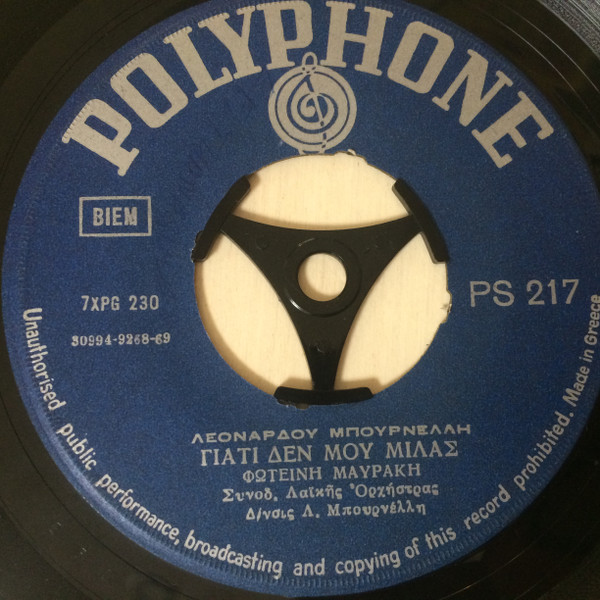 POLYPHONE
BIEM
7XPG 230
30994-9268-69
PS 217
ΛΕΟΝΑΡΔΟΥ ΜΠΟΥΡΝΕΛΛΗ
ΓΙΑΤΙ ΔΕΝ ΜΟΥ ΜΙΛΑΣ
ΦΩΤΕΙΝΗ ΜΑΥΡΑΚΗ
Συνοδ. Λαϊκῆς Ὀρχήστρας
Δ/νσις Λ. Μπουρνέλλη
Unauthorised public performance, broadcasting and copying of this record prohibited. Made in Greece